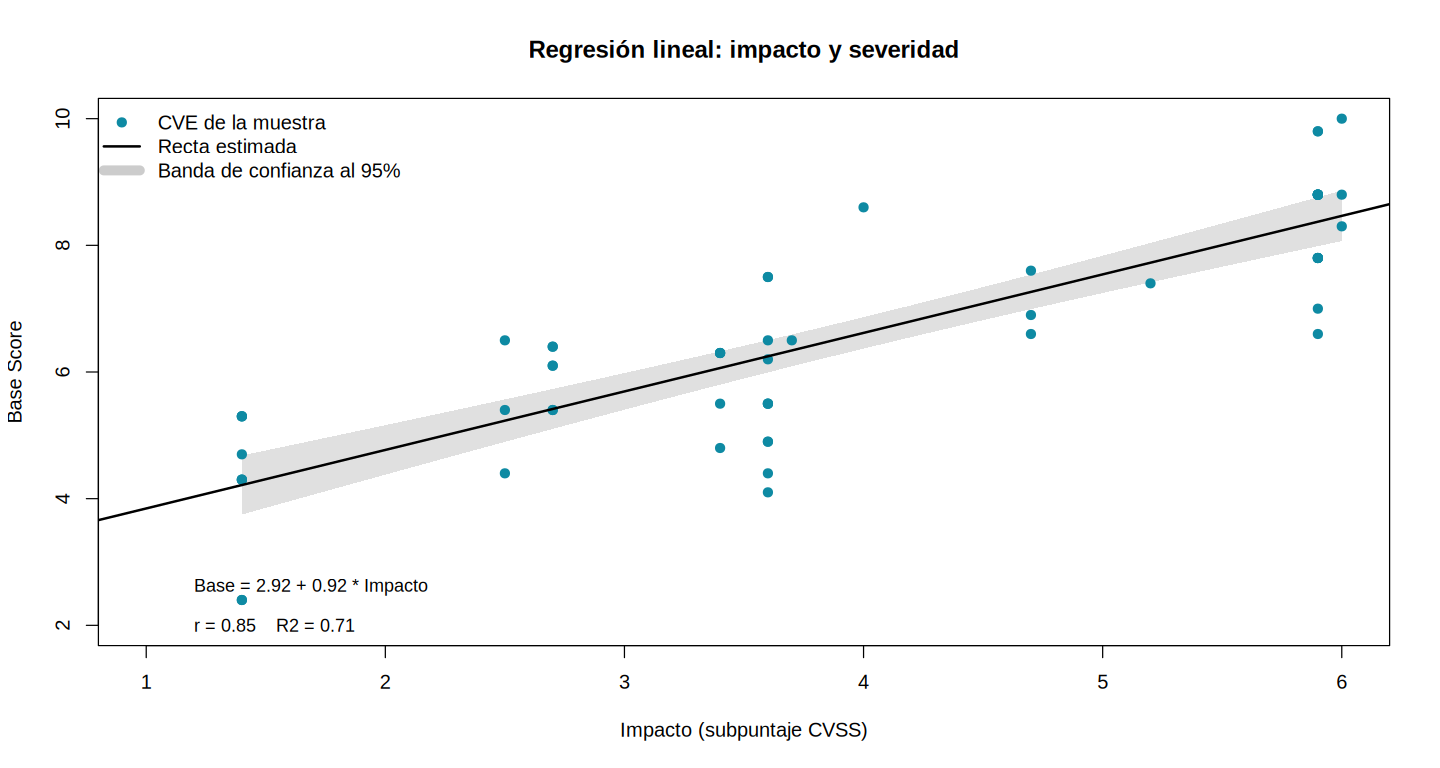 Regresión lineal: impacto y severidad
CVE de la muestra
Recta estimada
Banda de confianza al 95%
10
8
6
4
2
Base Score
Base = 2.92 + 0.92 * Impacto
r = 0.85 R2 = 0.71
1 2 3 4 5 6
Impacto (subpuntaje CVSS)